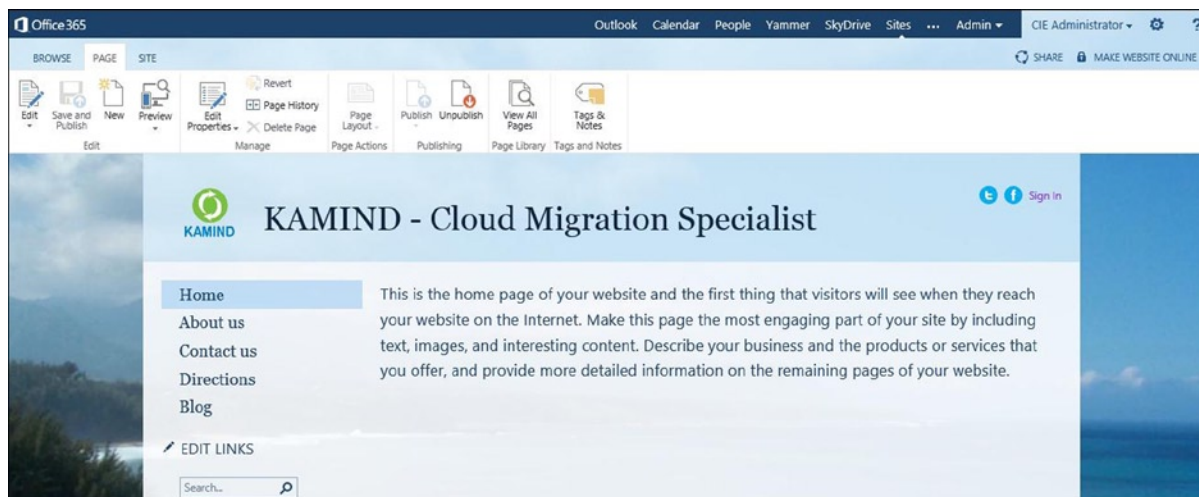 Office 365
Outlook Calendar People Yammer SkyDrive Sites ... Admin CIE Administrator ?
BROWSE PAGE SITE
SHARE MAKE WEBSITE ONLINE
Edit
Save and
Publish
New
Preview
Edit
Edit
Properties
Revert
Page History
Delete Page
Manage
Page
Layout
Page Actions
Publish
Unpublish
Publishing
View All
Pages
Page Library
Tags &
Notes
Tags and Notes
KAMIND
KAMIND - Cloud Migration Specialist
Sign In
Home
About us
Contact us
Directions
Blog
EDIT LINKS
Search...
This is the home page of your website and the first thing that visitors will see when they reach
your website on the Internet. Make this page the most engaging part of your site by including
text, images, and interesting content. Describe your business and the products or services that
you offer, and provide more detailed information on the remaining pages of your website.